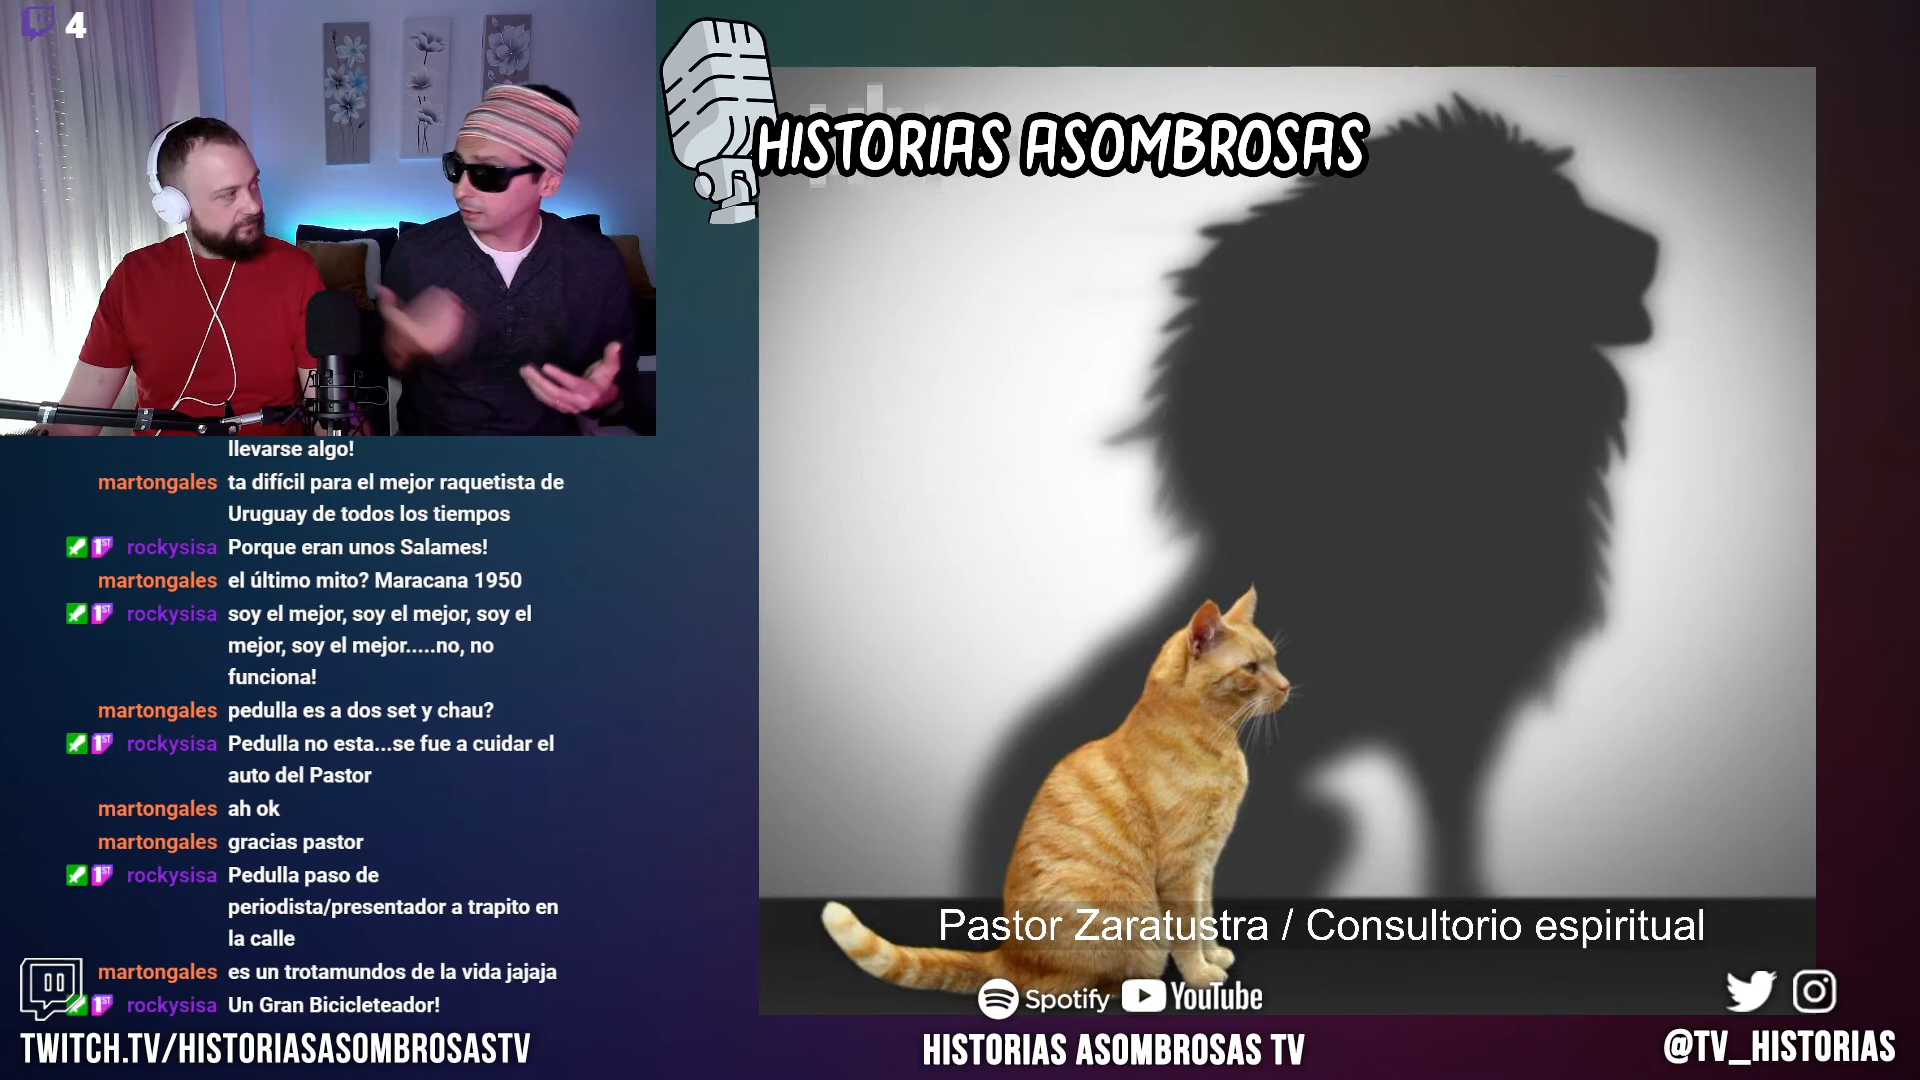 4
HISTORIAS ASOMBROSAS
llevarse algo!
martongales ta difícil para el mejor raquetista de
Uruguay de todos los tiempos
1ST rockysisa Porque eran unos Salames!
martongales el último mito? Maracana 1950
1ST rockysisa soy el mejor, soy el mejor, soy el
mejor, soy el mejor.....no, no
funciona!
martongales pedulla es a dos set y chau?
1ST rockysisa Pedulla no esta...se fue a cuidar el
auto del Pastor
martongales ah ok
martongales gracias pastor
1ST rockysisa Pedulla paso de
periodista/presentador a trapito en
la calle
martongales es un trotamundos de la vida jajaja
1ST rockysisa Un Gran Bicicleteador!
TWITCH.TV/HISTORIASASOMBROSASTV
Pastor Zaratustra / Consultorio espiritual
Spotify YouTube
HISTORIAS ASOMBROSAS TV
@TV_HISTORIAS